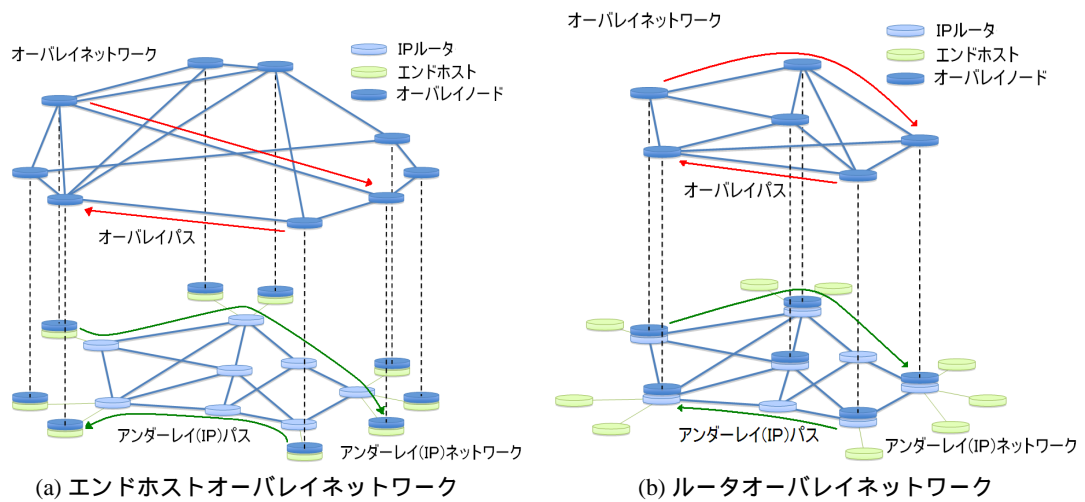 オーバレイネットワーク
IPルータ
エンドホスト
オーバレイノード
オーバレイパス
アンダーレイ(IP)パス
アンダーレイ(IP)ネットワーク
(a) エンドホストオーバレイネットワーク
オーバレイネットワーク
IPルータ
エンドホスト
オーバレイノード
オーバレイパス
アンダーレイ(IP)パス
アンダーレイ(IP)ネットワーク
(b) ルータオーバレイネットワーク